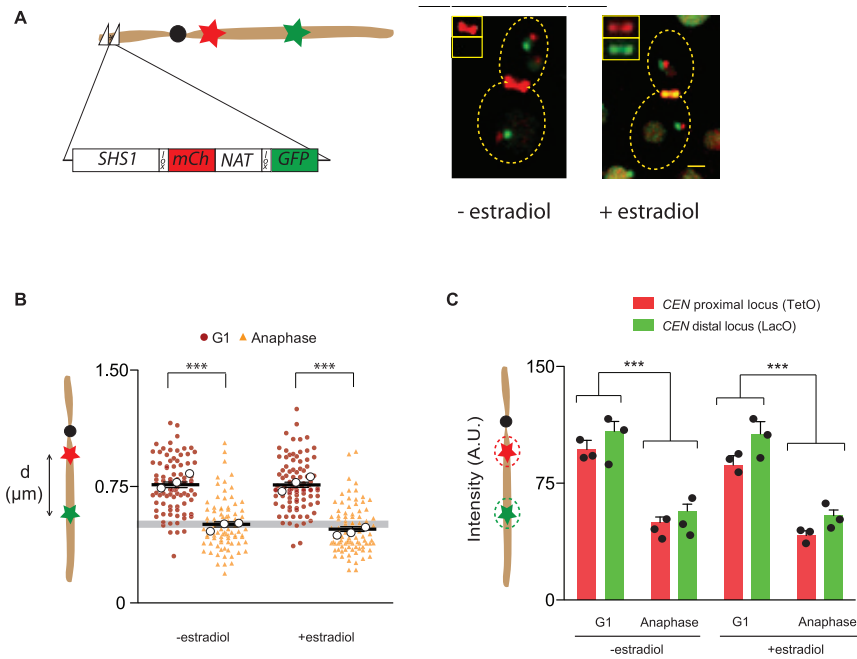 A
SHS1 lox mCh NAT lox GFP
- estradiol + estradiol
B
G1 Anaphase
1.50
*** ***
d
(µm)
0.75
0
-estradiol +estradiol
C
CEN proximal locus (TetO)
CEN distal locus (LacO)
150
*** ***
Intensity (A.U.)
75
0
G1 Anaphase G1 Anaphase
-estradiol +estradiol